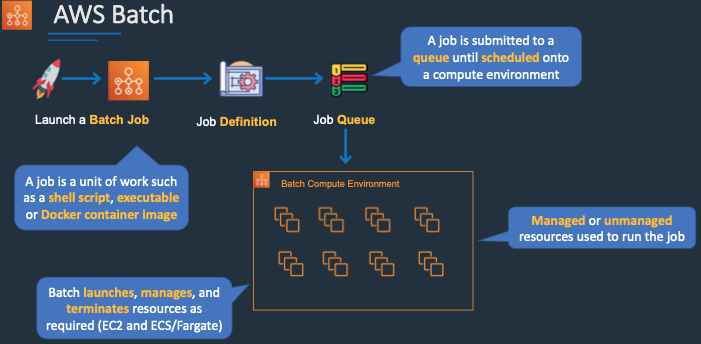 AWS Batch
A job is submitted to a
queue until scheduled onto
a compute environment
Launch a Batch Job
Job Definition
Job Queue
A job is a unit of work such
as a shell script, executable
or Docker container image
Batch Compute Environment
Managed or unmanaged
resources used to run the job
Batch launches, manages, and
terminates resources as
required (EC2 and ECS/Fargate)